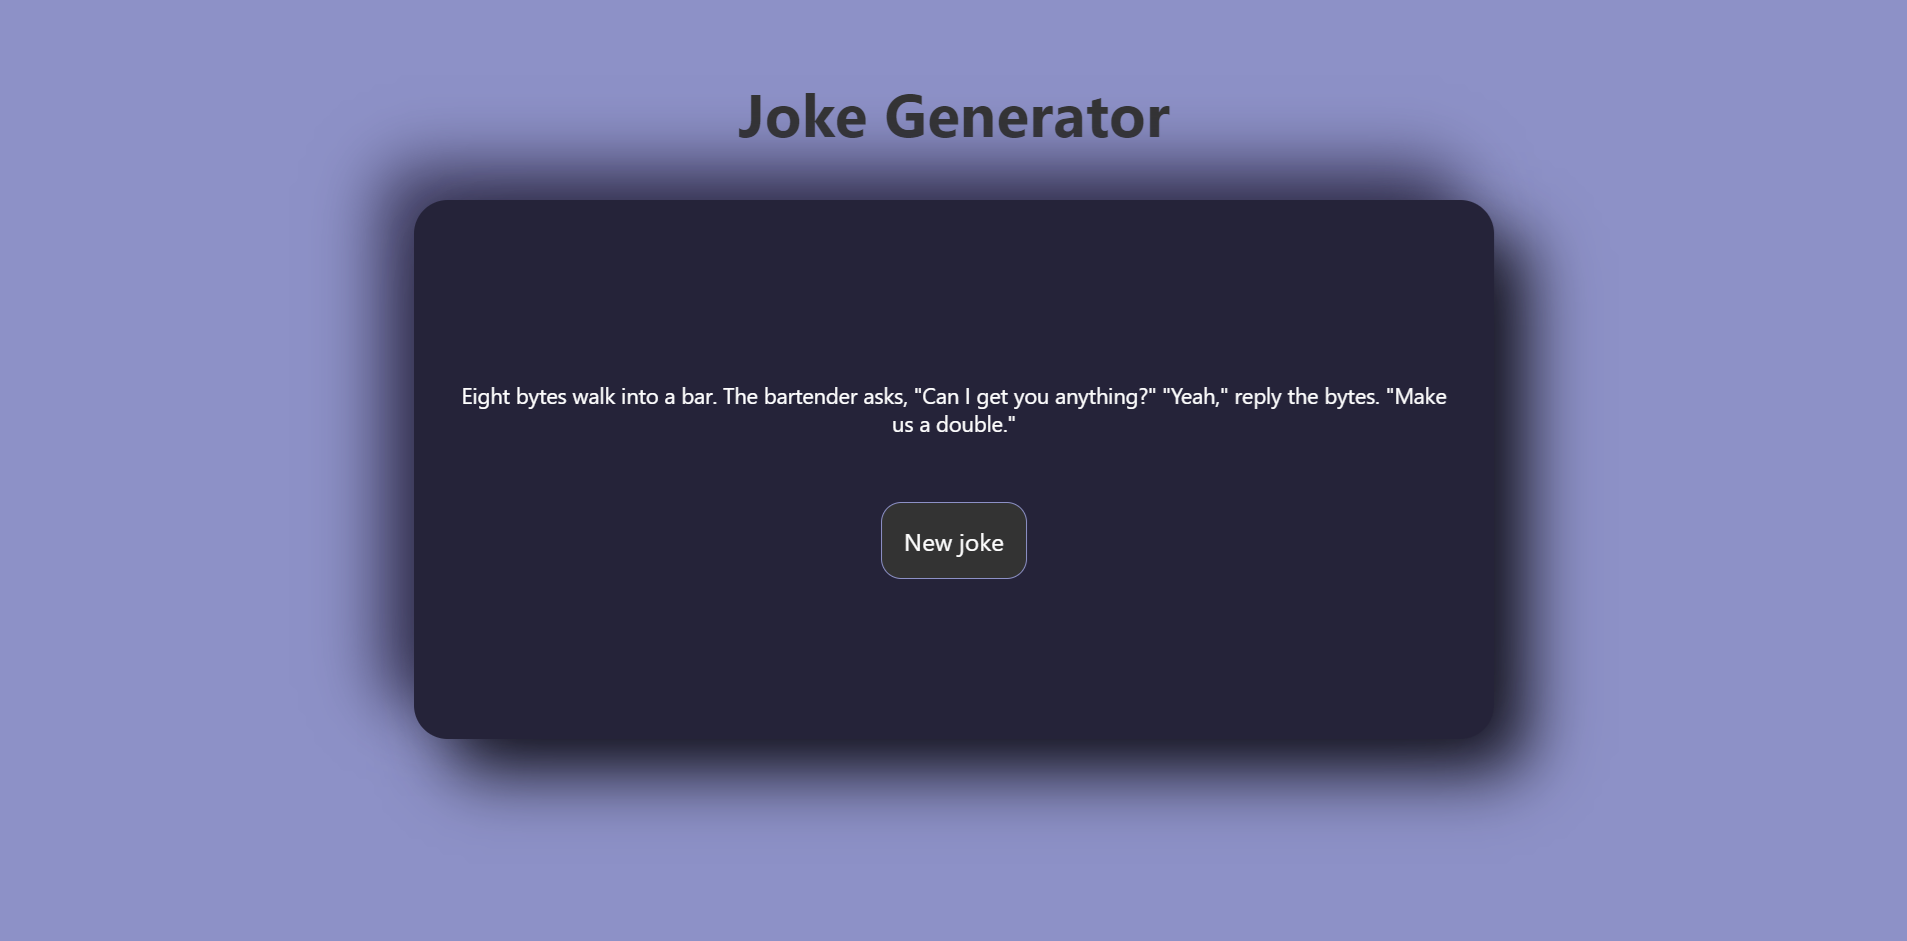 Joke Generator
Eight bytes walk into a bar. The bartender asks, "Can I get you anything?" "Yeah," reply the bytes. "Make
us a double."
New joke